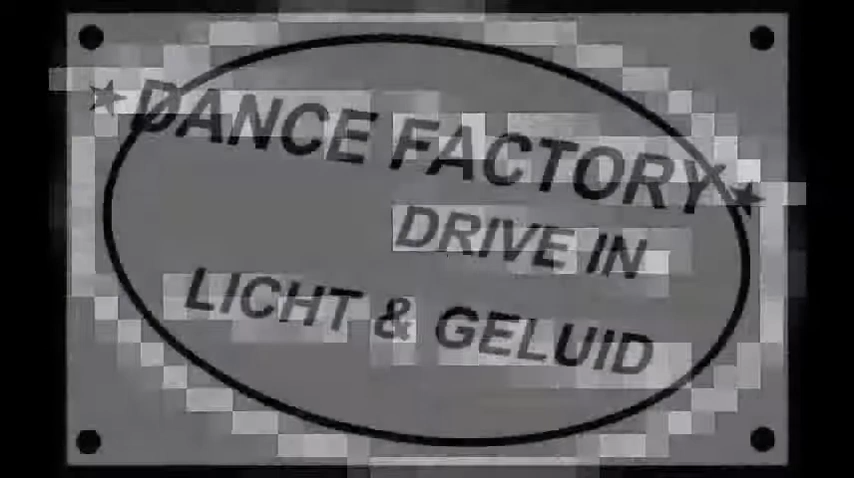 ★DANCE FACTORY★
DRIVE IN
LICHT & GELUID